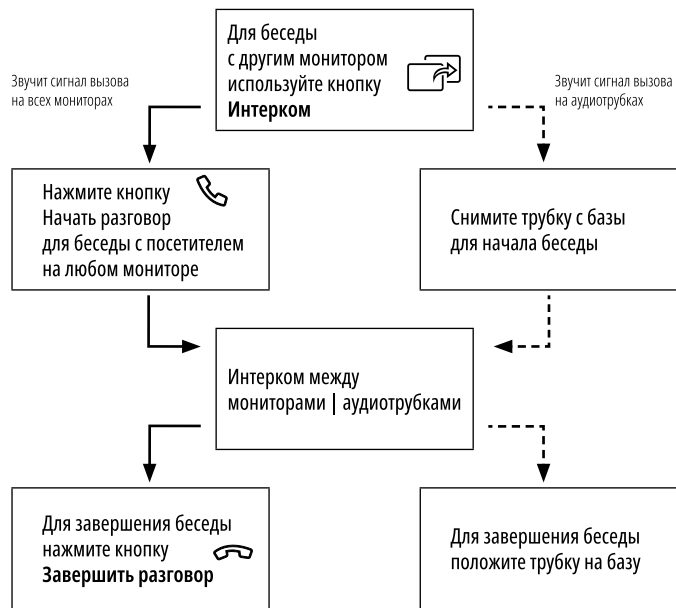 Для беседы
с другим монитором
используйте кнопку
Интерком
Звучит сигнал вызова
на всех мониторах
Звучит сигнал вызова
на аудиотрубках
Нажмите кнопку
Начать разговор
для беседы с посетителем
на любом мониторе
Снимите трубку с базы
для начала беседы
Интерком между
мониторами | аудиотрубками
Для завершения беседы
нажмите кнопку
Завершить разговор
Для завершения беседы
положите трубку на базу